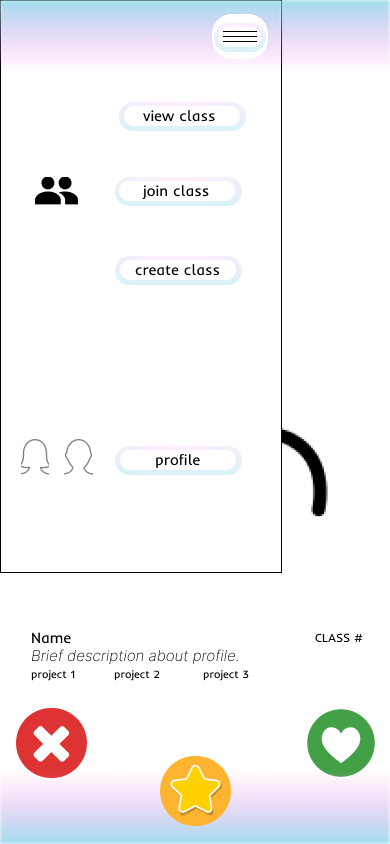 view class
join class
create class
profile
Name
CLASS #
Brief description about profile.
project 1 project 2 project 3